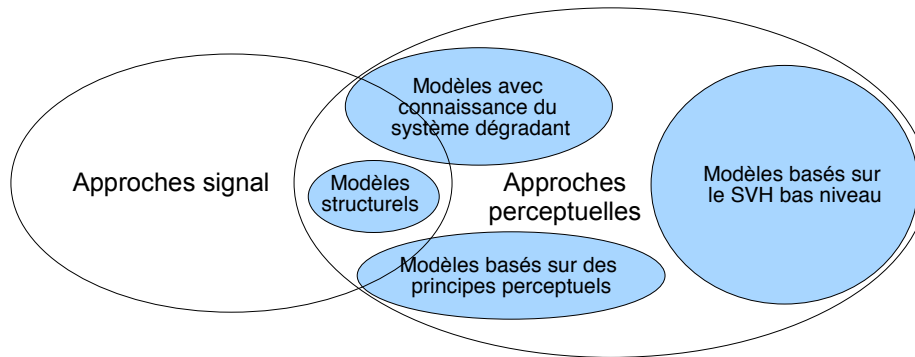 Modèles avec
connaissance du
système dégradant
Approches signal
Modèles
structurels
Approches
perceptuelles
Modèles basés sur
le SVH bas niveau
Modèles basés sur des
principes perceptuels